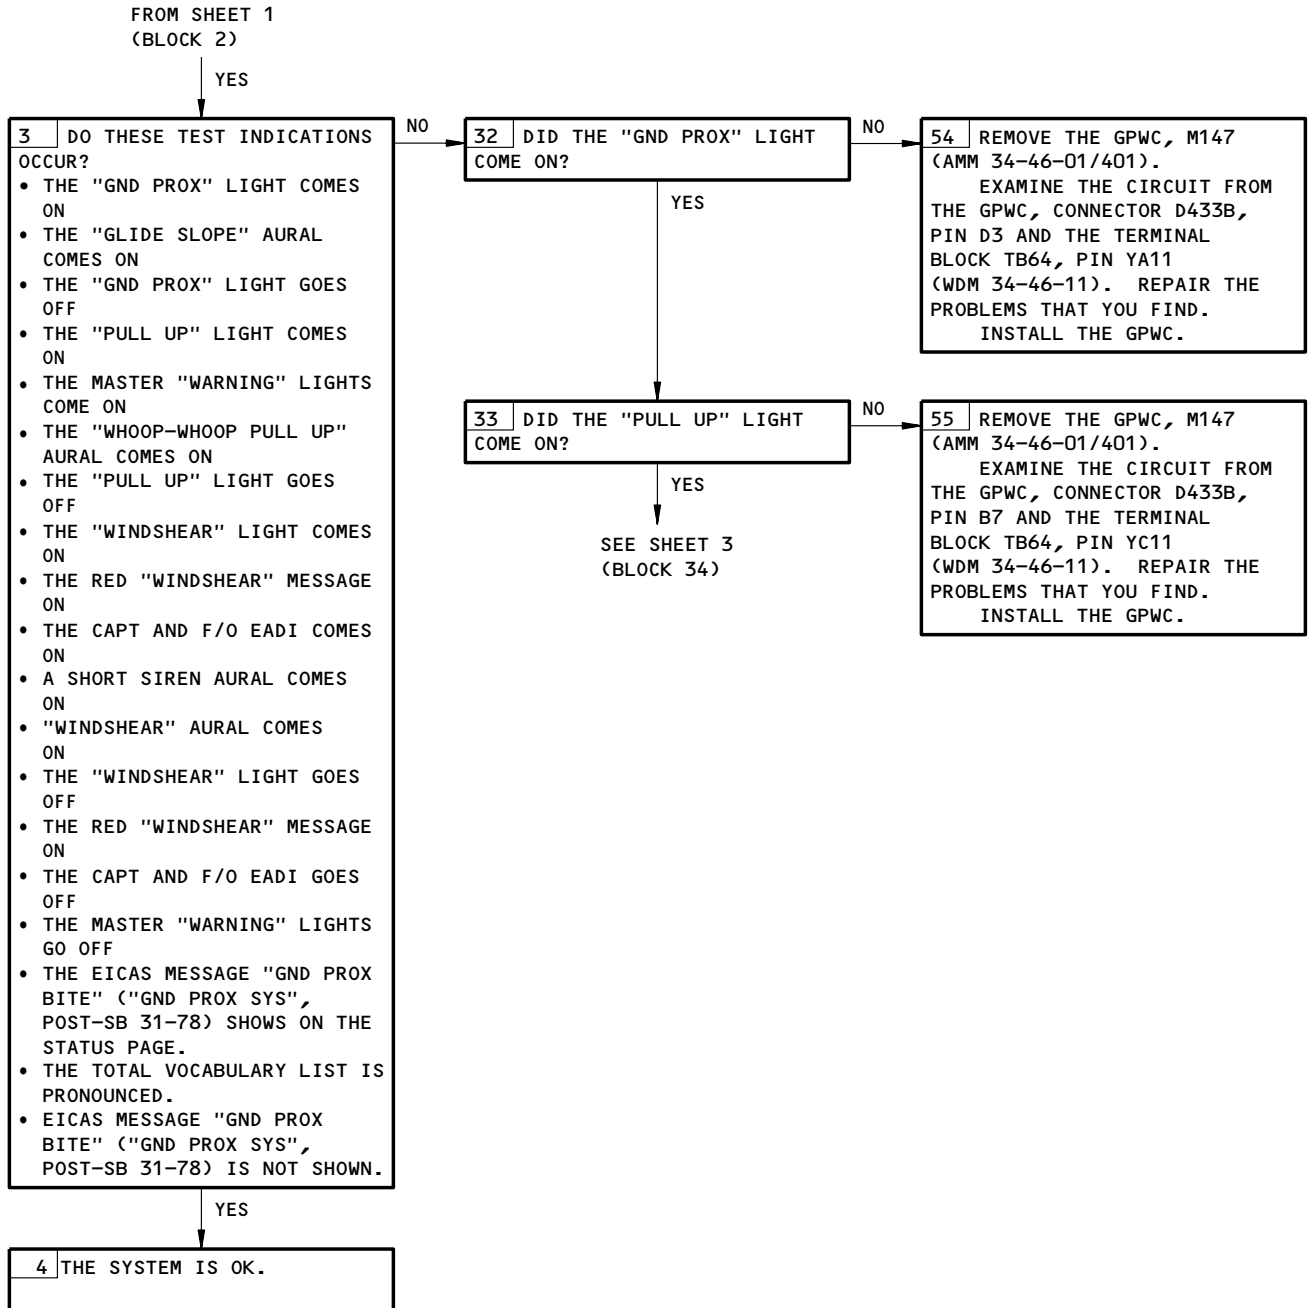 FROM SHEET 1
(BLOCK 2)
YES
3 DO THESE TEST INDICATIONS
OCCUR?
• THE "GND PROX" LIGHT COMES
ON
• THE "GLIDE SLOPE" AURAL
COMES ON
• THE "GND PROX" LIGHT GOES
OFF
• THE "PULL UP" LIGHT COMES
ON
• THE MASTER "WARNING" LIGHTS
COME ON
• THE "WHOOP-WHOOP PULL UP"
AURAL COMES ON
• THE "PULL UP" LIGHT GOES
OFF
• THE "WINDSHEAR" LIGHT COMES
ON
• THE RED "WINDSHEAR" MESSAGE
ON
• THE CAPT AND F/O EADI COMES
ON
• A SHORT SIREN AURAL COMES
ON
• "WINDSHEAR" AURAL COMES
ON
• THE "WINDSHEAR" LIGHT GOES
OFF
• THE RED "WINDSHEAR" MESSAGE
ON
• THE CAPT AND F/O EADI GOES
OFF
• THE MASTER "WARNING" LIGHTS
GO OFF
• THE EICAS MESSAGE "GND PROX
BITE" ("GND PROX SYS",
POST-SB 31-78) SHOWS ON THE
STATUS PAGE.
• THE TOTAL VOCABULARY LIST IS
PRONOUNCED.
• EICAS MESSAGE "GND PROX
BITE" ("GND PROX SYS",
POST-SB 31-78) IS NOT SHOWN.
YES
4 THE SYSTEM IS OK.
NO
32 DID THE "GND PROX" LIGHT
COME ON?
YES
33 DID THE "PULL UP" LIGHT
COME ON?
YES
SEE SHEET 3
(BLOCK 34)
NO
54 REMOVE THE GPWC, M147
(AMM 34-46-01/401).
EXAMINE THE CIRCUIT FROM
THE GPWC, CONNECTOR D433B,
PIN D3 AND THE TERMINAL
BLOCK TB64, PIN YA11
(WDM 34-46-11). REPAIR THE
PROBLEMS THAT YOU FIND.
INSTALL THE GPWC.
NO
55 REMOVE THE GPWC, M147
(AMM 34-46-01/401).
EXAMINE THE CIRCUIT FROM
THE GPWC, CONNECTOR D433B,
PIN B7 AND THE TERMINAL
BLOCK TB64, PIN YC11
(WDM 34-46-11). REPAIR THE
PROBLEMS THAT YOU FIND.
INSTALL THE GPWC.